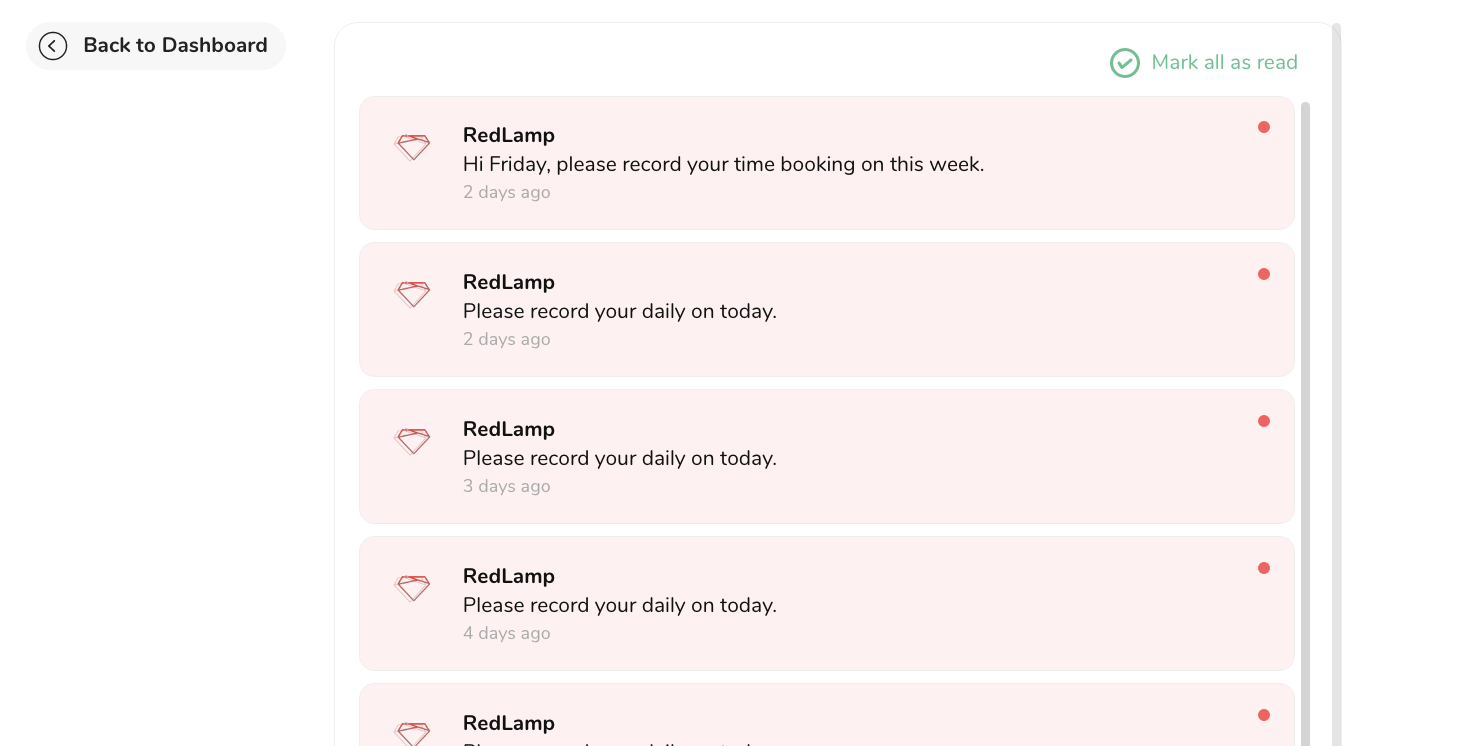 Back to Dashboard
Mark all as read
RedLamp
Hi Friday, please record your time booking on this week.
2 days ago
RedLamp
Please record your daily on today.
2 days ago
RedLamp
Please record your daily on today.
3 days ago
RedLamp
Please record your daily on today.
4 days ago
RedLamp